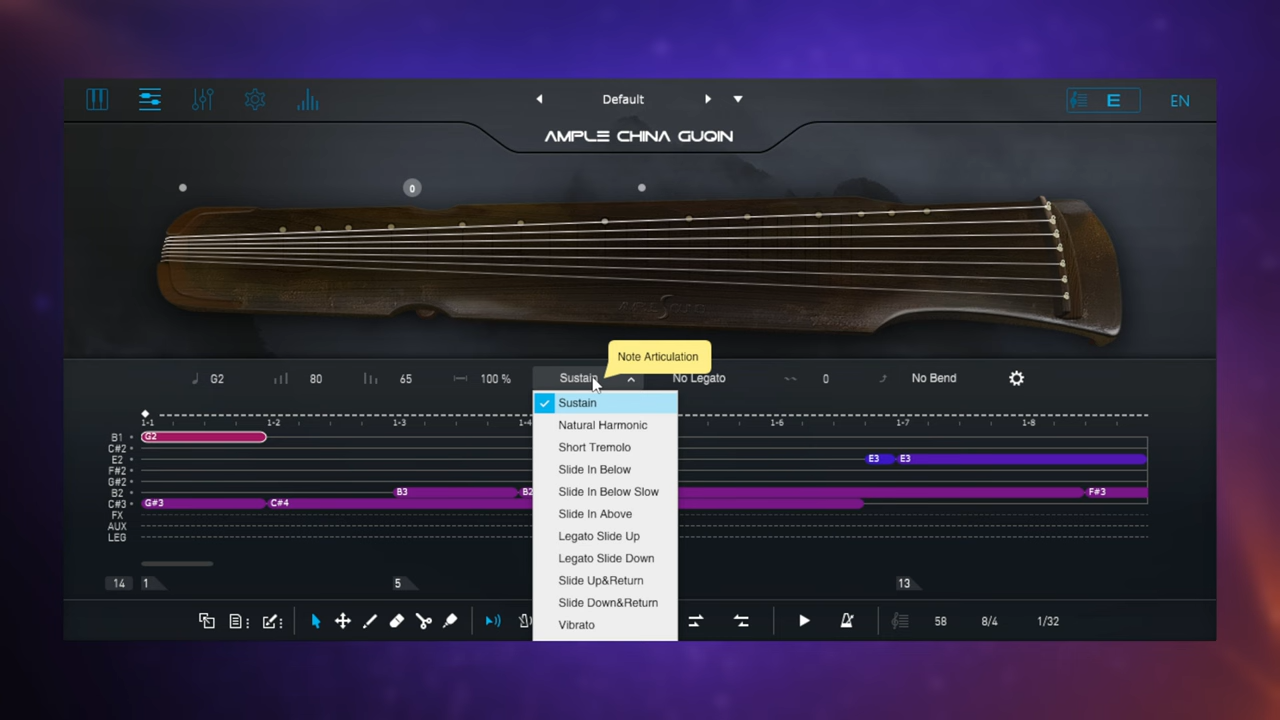 Default
E
EN
AMPLE CHINA GUQIN
0
Note Articulation
G2 80 65 100 % Sustain No Legato 0 No Bend
Sustain
Natural Harmonic
Short Tremolo
Slide In Below
Slide In Below Slow
Slide In Above
Legato Slide Up
Legato Slide Down
Slide Up&Return
Slide Down&Return
Vibrato
1-1 1-2 1-3 1-4 1-7 1-8
B1 G2
C#2
E2 E3 E3
F#2
G#2
B2 B3 B2 F#3
C#3 G#3 C#4
FX
AUX
LEG
14 1 5 13
58 8/4 1/32